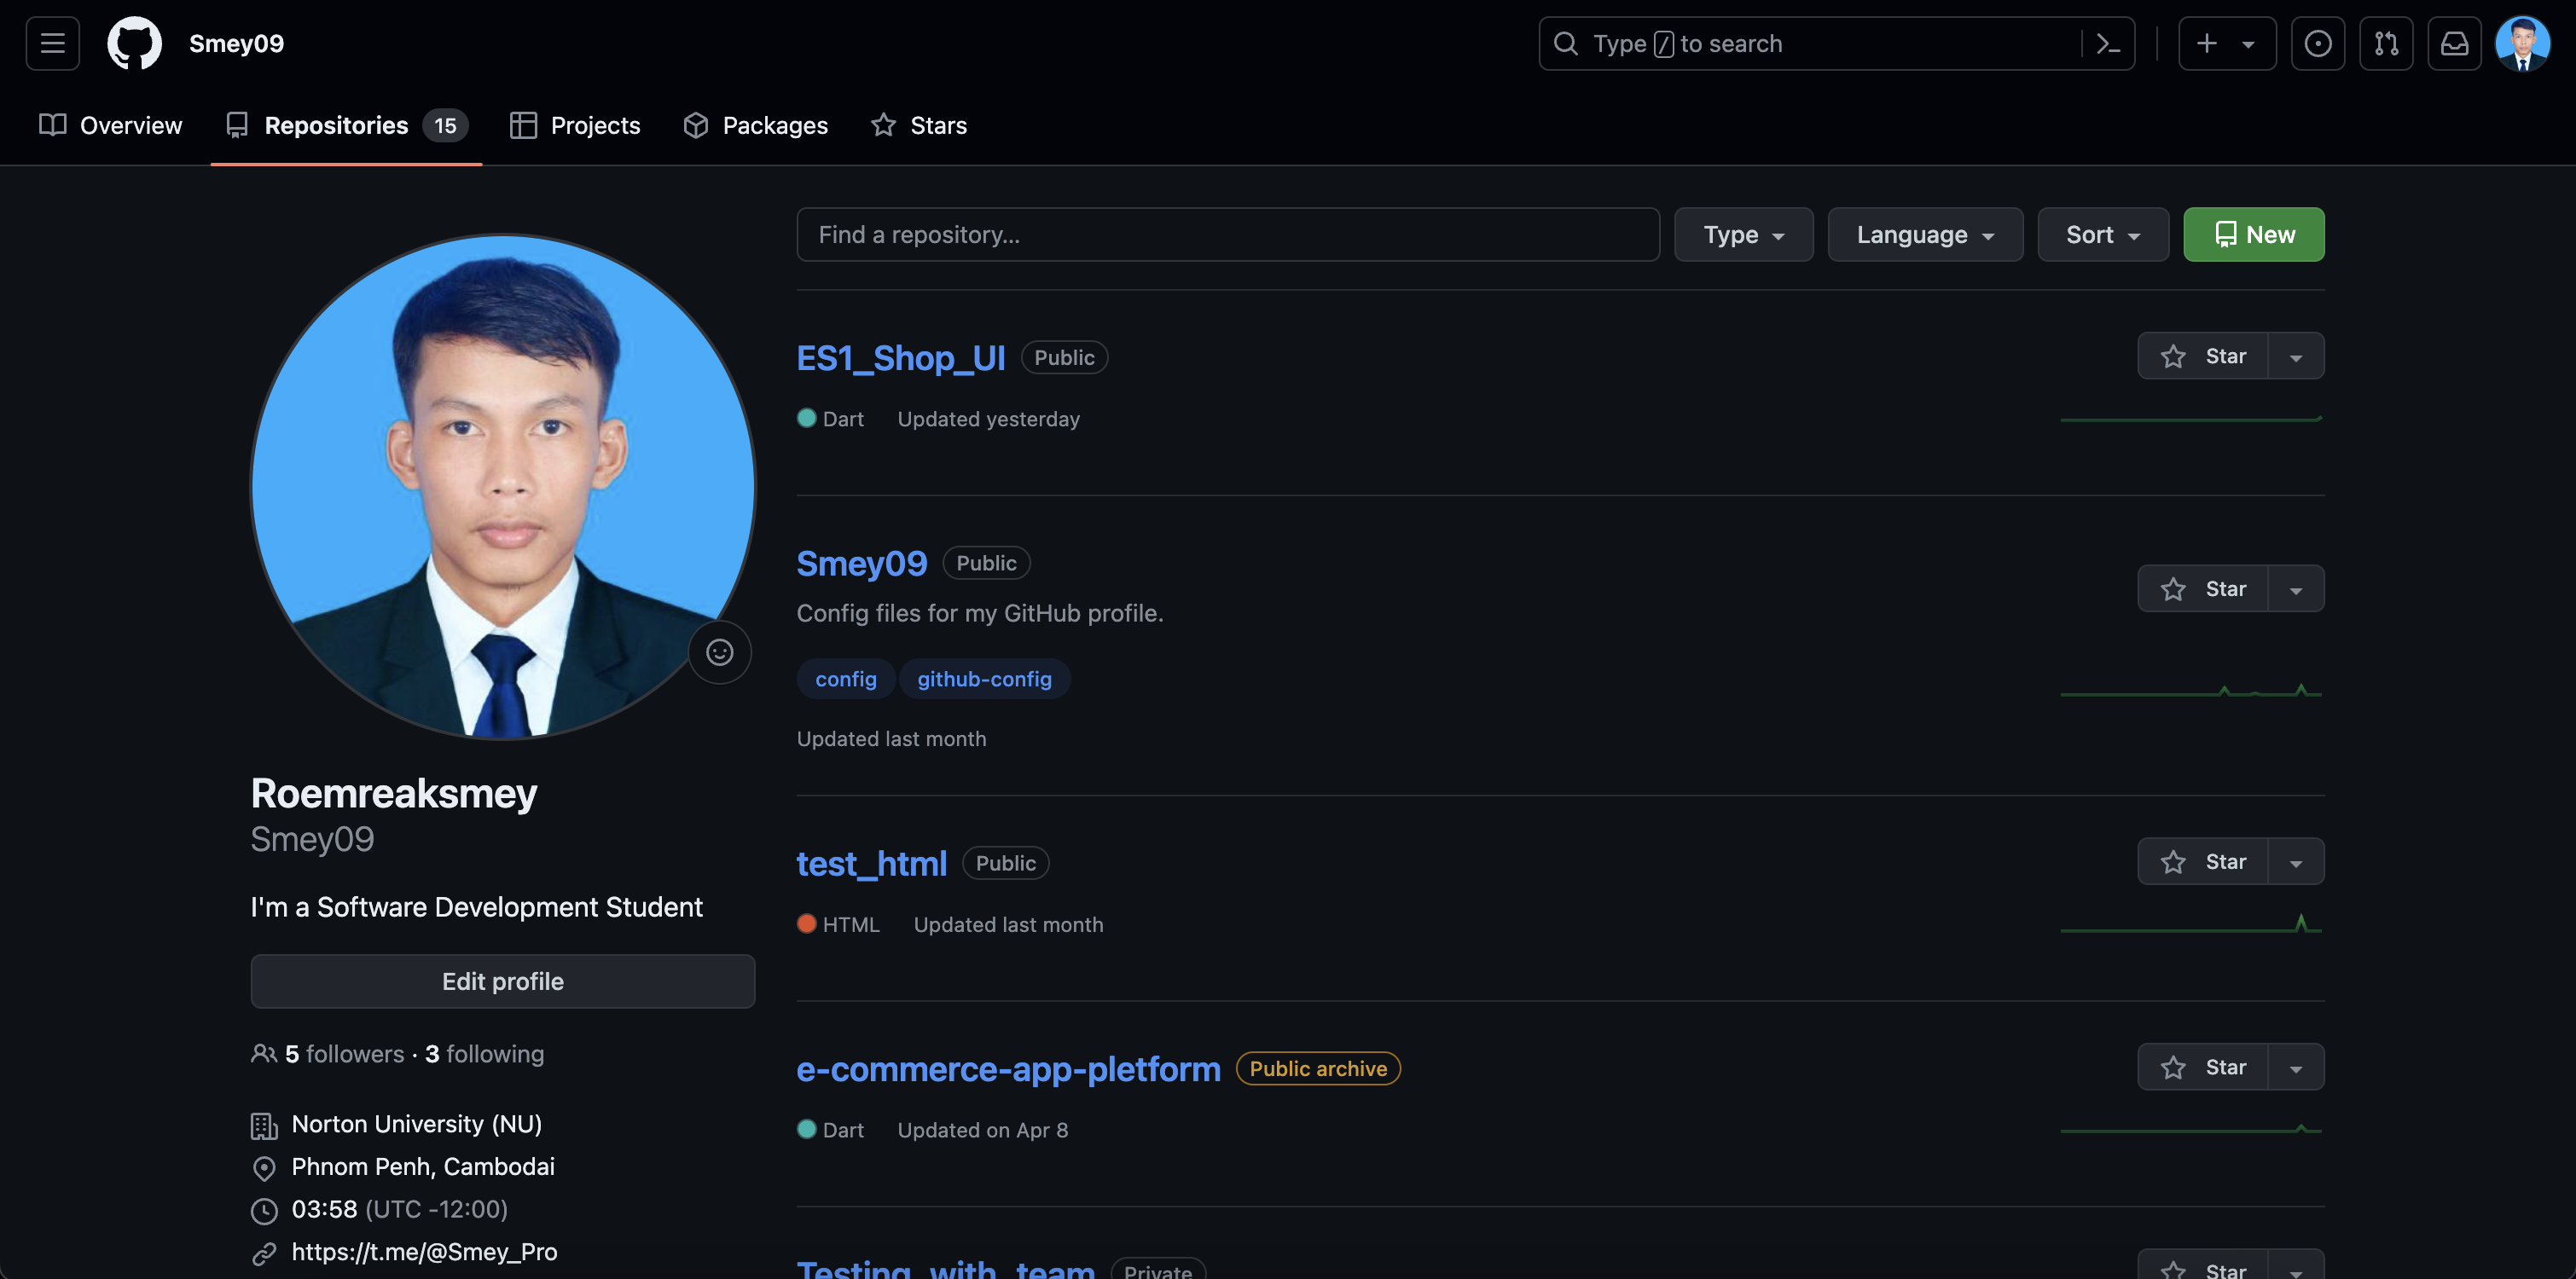 Smey09
Type / to search
Overview
Repositories 15
Projects
Packages
Stars
Roemreaksmey
Smey09
I'm a Software Development Student
Edit profile
5 followers · 3 following
Norton University (NU)
Phnom Penh, Cambodai
03:58 (UTC -12:00)
https://t.me/@Smey_Pro
Find a repository...
Type
Language
Sort
New
ES1_Shop_UI Public
Star
Dart Updated yesterday
Smey09 Public
Star
Config files for my GitHub profile.
config github-config
Updated last month
test_html Public
Star
HTML Updated last month
e-commerce-app-pletform Public archive
Star
Dart Updated on Apr 8
Testing_with_team Private
Star